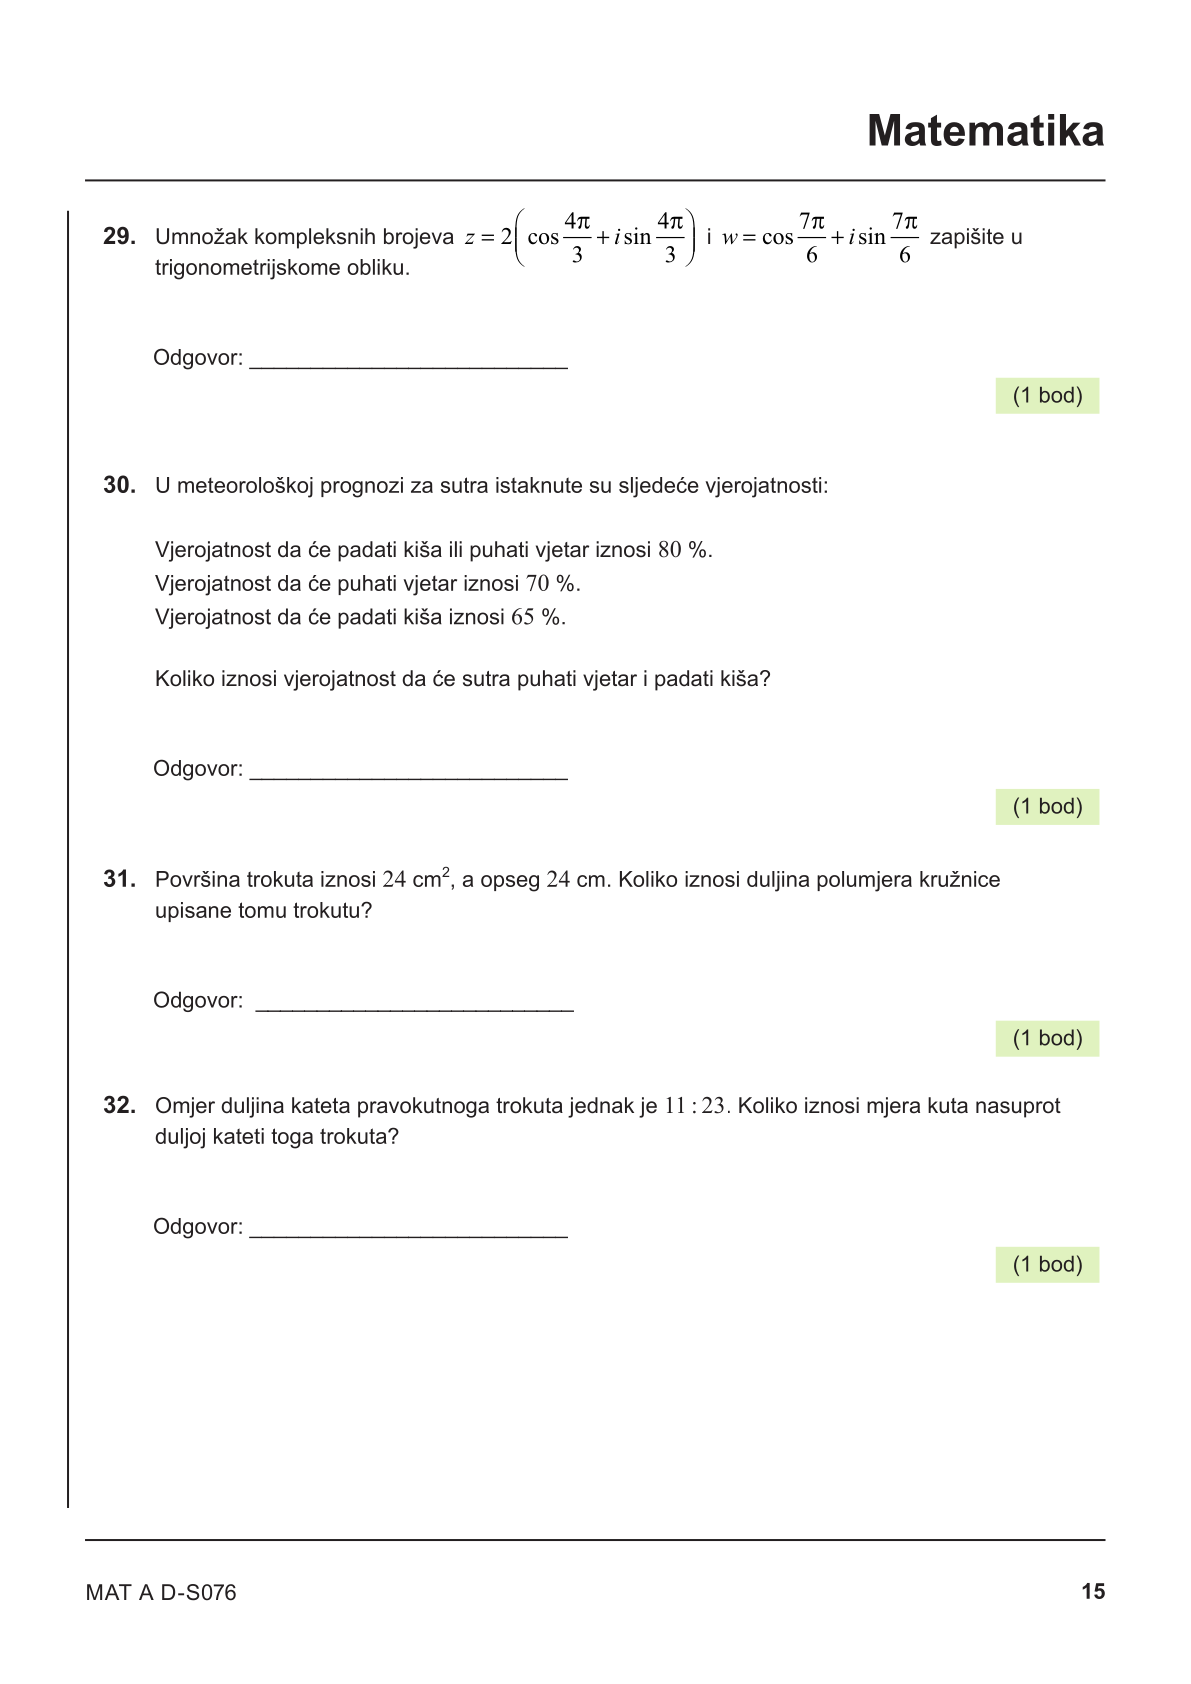 Matematika
29. Umnožak kompleksnih brojeva z = 2(cos 4π/3 + i sin 4π/3) i w = cos 7π/6 + i sin 7π/6 zapišite u
trigonometrijskome obliku.
Odgovor: __________________________
(1 bod)
30. U meteorološkoj prognozi za sutra istaknute su sljedeće vjerojatnosti:
Vjerojatnost da će padati kiša ili puhati vjetar iznosi 80 %.
Vjerojatnost da će puhati vjetar iznosi 70 %.
Vjerojatnost da će padati kiša iznosi 65 %.
Koliko iznosi vjerojatnost da će sutra puhati vjetar i padati kiša?
Odgovor: __________________________
(1 bod)
31. Površina trokuta iznosi 24 cm², a opseg 24 cm. Koliko iznosi duljina polumjera kružnice
upisane tomu trokutu?
Odgovor: __________________________
(1 bod)
32. Omjer duljina kateta pravokutnoga trokuta jednak je 11 : 23. Koliko iznosi mjera kuta nasuprot
duljoj kateti toga trokuta?
Odgovor: __________________________
(1 bod)
MAT A D-S076
15